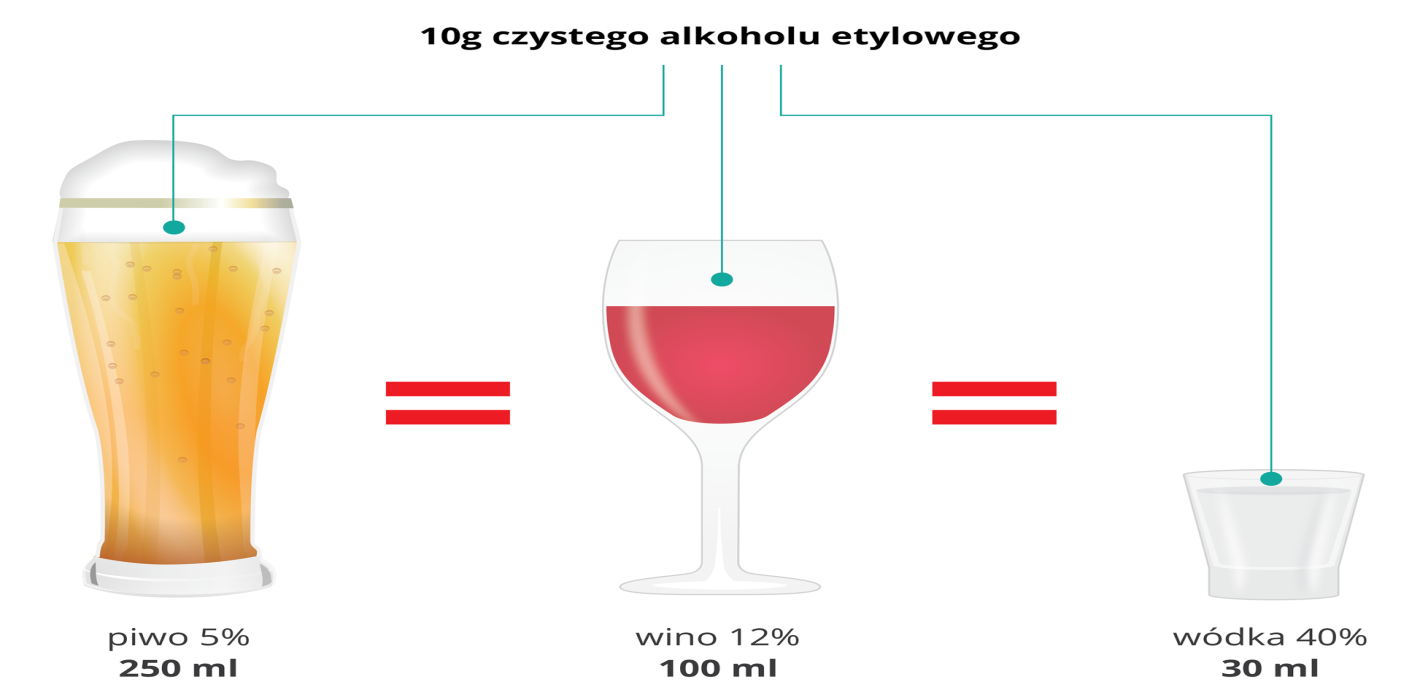 10g czystego alkoholu etylowego
piwo 5%
250 ml
wino 12%
100 ml
wódka 40%
30 ml